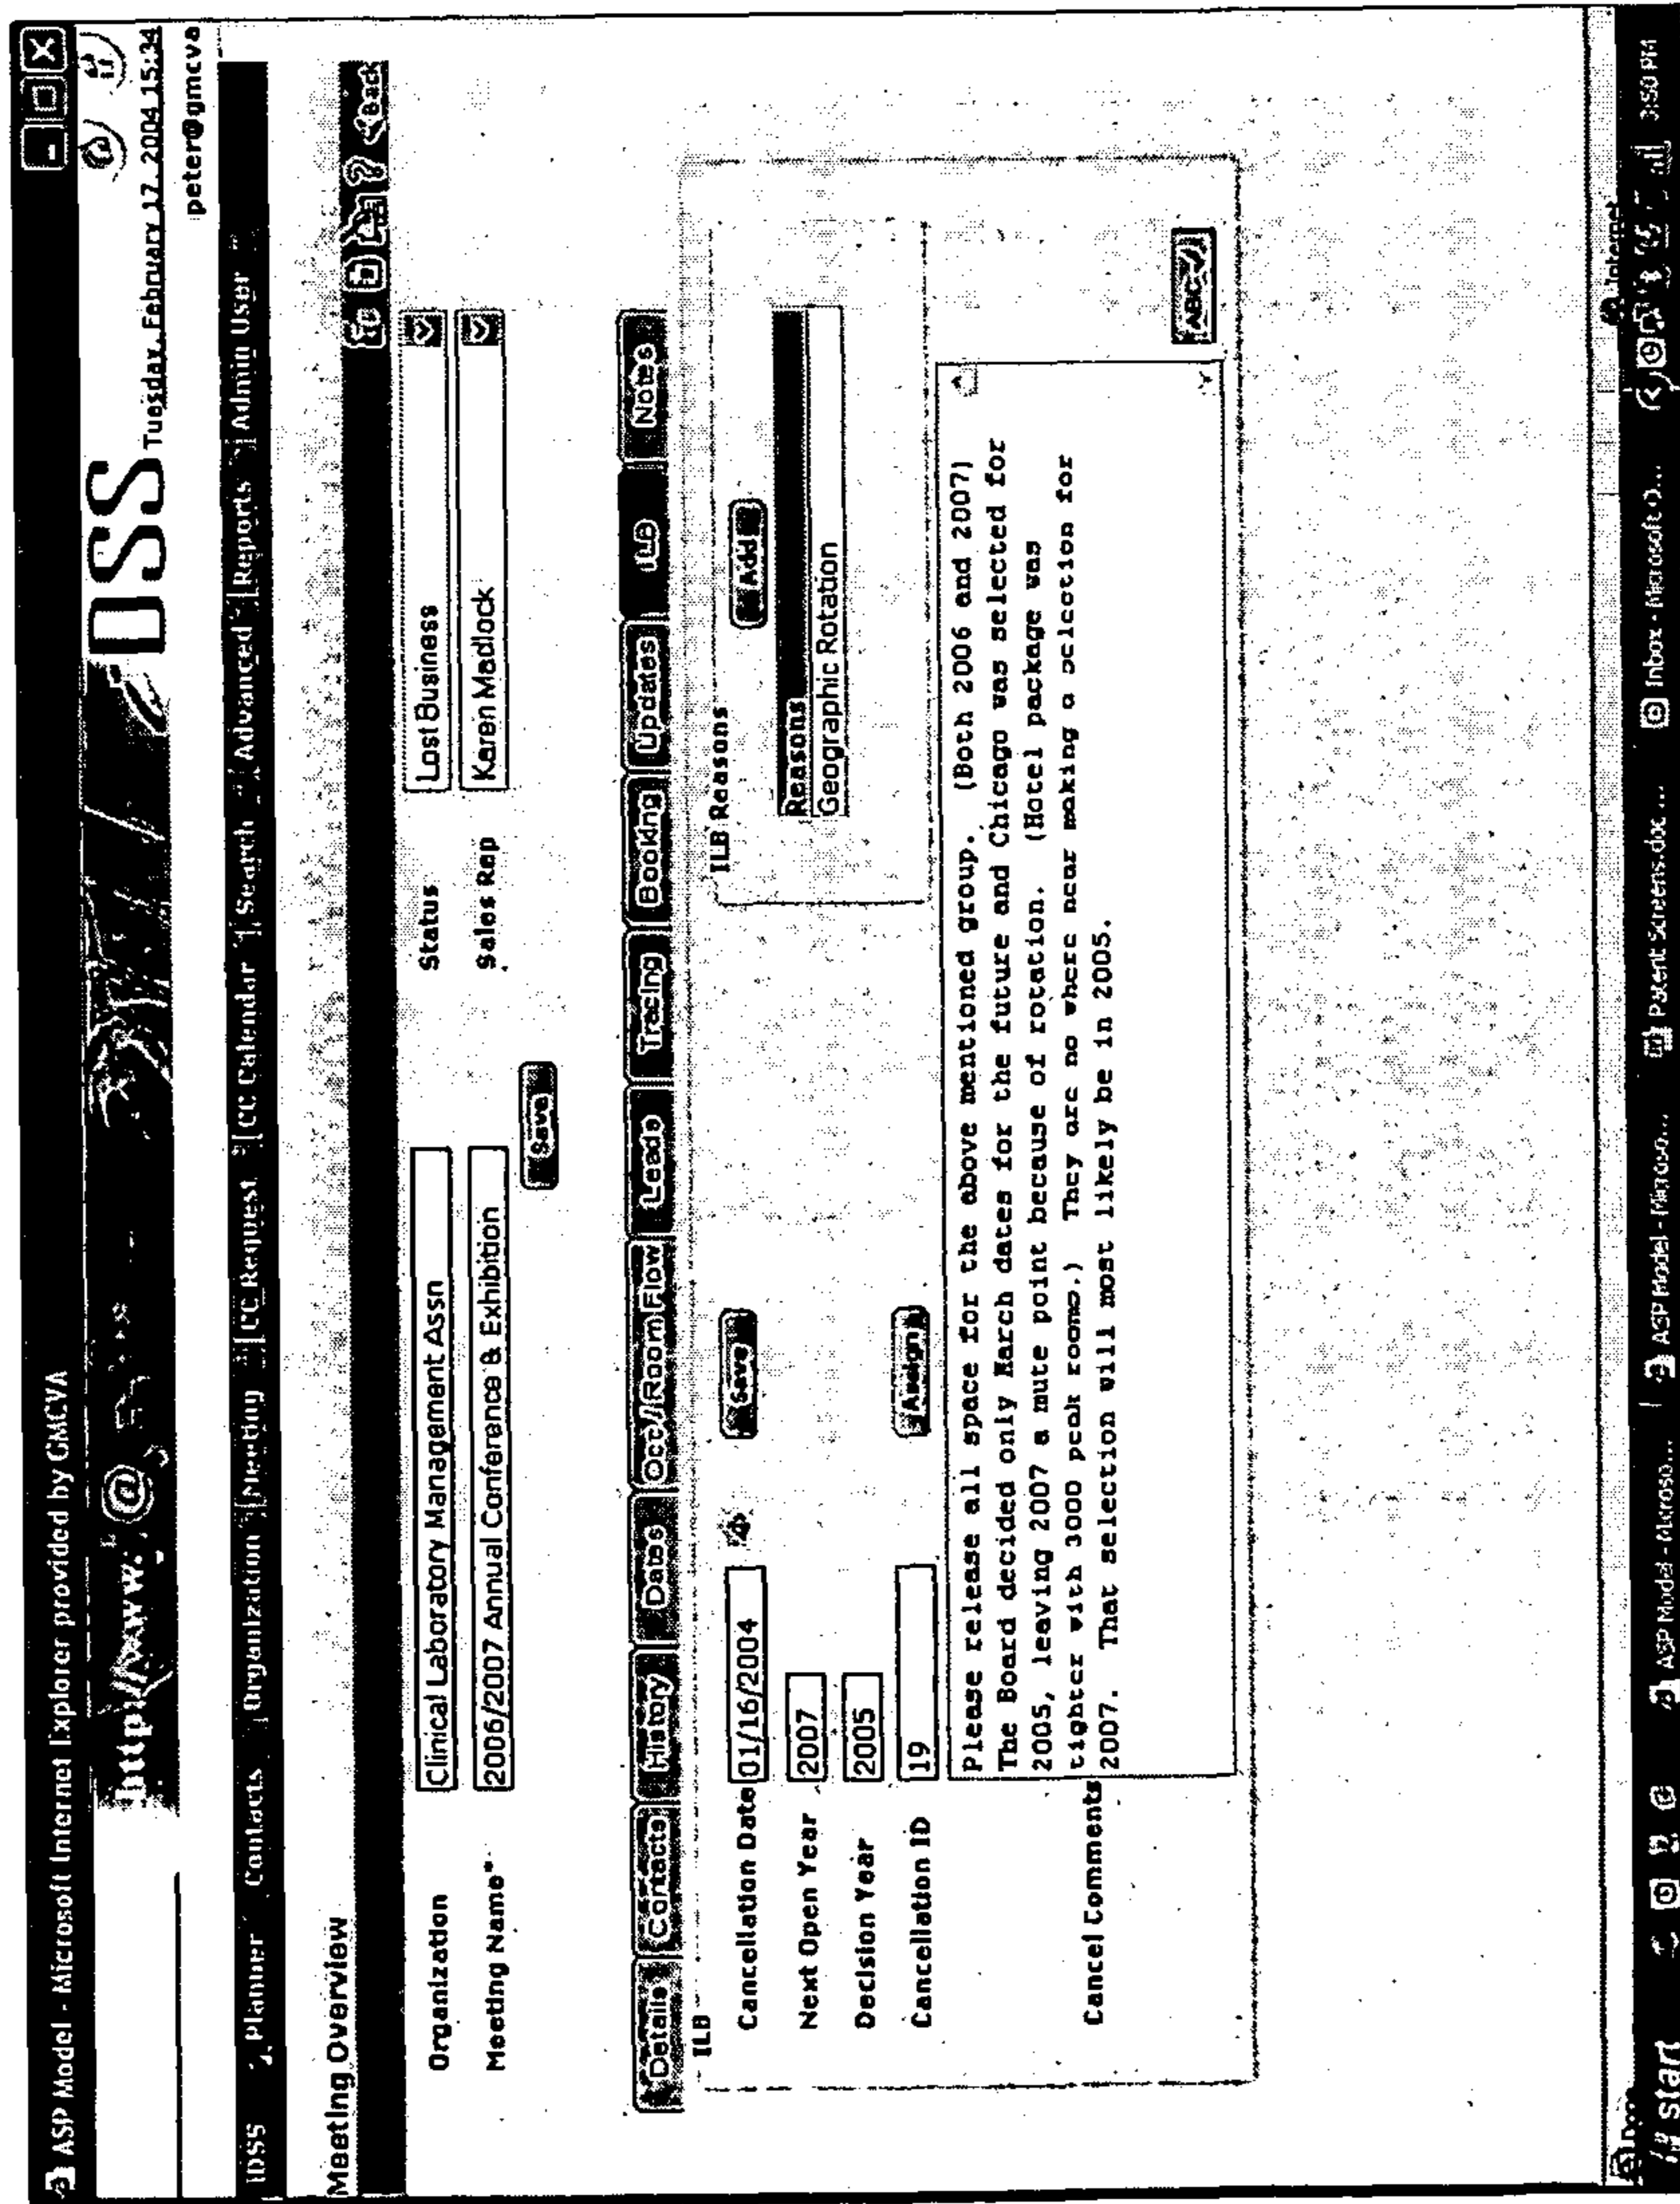 ASP Model - Microsoft Internet Explorer provided by GMCVA
http://www. @
DSS
Tuesday, February 17, 2004 15:34
peter@gmcva
IDSS Planner Contacts Organization Meeting CC Request CC Calendar Search Advanced Reports Admin User
Meeting Overview
? <Back
Organization Clinical Laboratory Management Assn Status Lost Business
Meeting Name* 2006/2007 Annual Conference & Exhibition Sales Rep Karen Madlock
Save
Details Contacts History Dates Occ/Room Flow Leads Tracing Booking Updates ILB Notes
ILB
ILB Reasons
Cancellation Date 01/16/2004 Save Add
Next Open Year 2007 Reasons
Decision Year 2005 Geographic Rotation
Cancellation ID 19 Assign
Please release all space for the above mentioned group. (Both 2006 and 2007)
The Board decided only March dates for the future and Chicago was selected for
2005, leaving 2007 a mute point because of rotation. (Hotel package was
tighter with 3000 peak rooms.) They are no where near making a selection for
Cancel Comments 2007. That selection will most likely be in 2005.
ABC
Internet
start ASP Model - Microso... ASP Model - Microso... Patent Screens.doc ... Inbox - Microsoft O... 3:50 PM